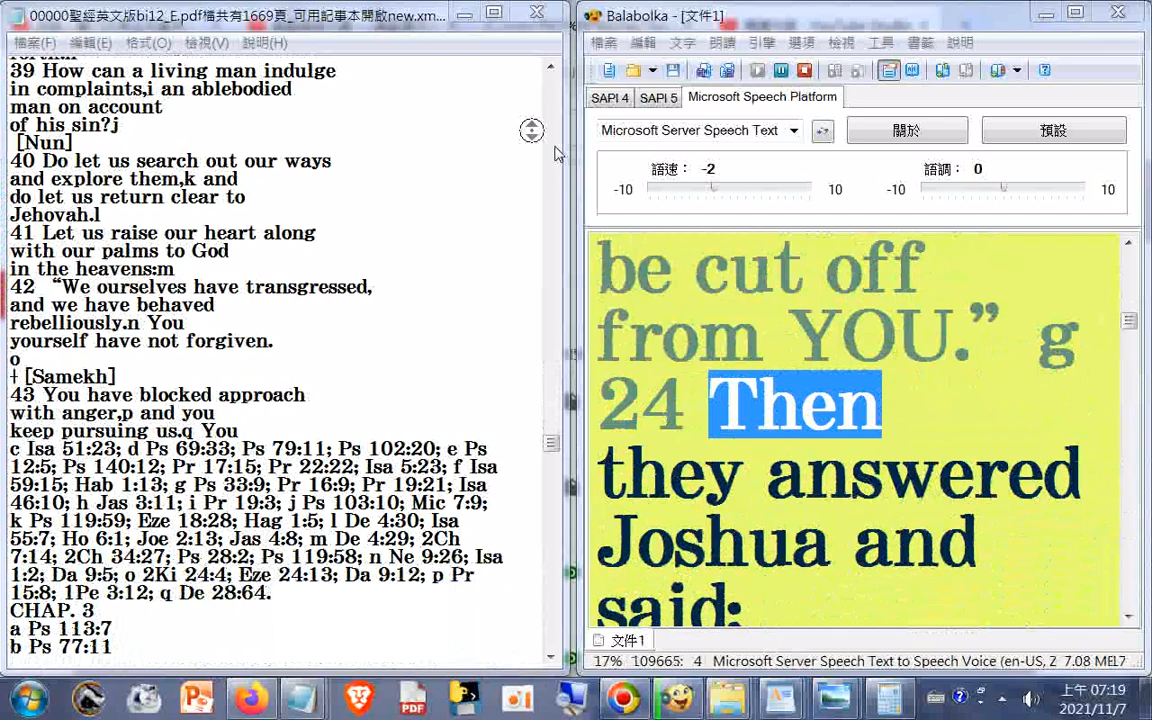 00000聖經英文版bi12_E.pdf檔共有1669頁_可用記事本開啟new.xm...
檔案(F) 編輯(E) 格式(O) 檢視(V) 說明(H)
39 How can a living man indulge
in complaints,i an ablebodied
man on account
of his sin?j
[Nun]
40 Do let us search out our ways
and explore them,k and
do let us return clear to
Jehovah.l
41 Let us raise our heart along
with our palms to God
in the heavens:m
42 “We ourselves have transgressed,
and we have behaved
rebelliously.n You
yourself have not forgiven.
o
ƚ [Samekh]
43 You have blocked approach
with anger,p and you
keep pursuing us.q You
c Isa 51:23; d Ps 69:33; Ps 79:11; Ps 102:20; e Ps
12:5; Ps 140:12; Pr 17:15; Pr 22:22; Isa 5:23; f Isa
59:15; Hab 1:13; g Ps 33:9; Pr 16:9; Pr 19:21; Isa
46:10; h Jas 3:11; i Pr 19:3; j Ps 103:10; Mic 7:9;
k Ps 119:59; Eze 18:28; Hag 1:5; l De 4:30; Isa
55:7; Ho 6:1; Joe 2:13; Jas 4:8; m De 4:29; 2Ch
7:14; 2Ch 34:27; Ps 28:2; Ps 119:58; n Ne 9:26; Isa
1:2; Da 9:5; o 2Ki 24:4; Eze 24:13; Da 9:12; p Pr
15:8; 1Pe 3:12; q De 28:64.
CHAP. 3
a Ps 113:7
b Ps 77:11
Balabolka - [文件1]
檔案 編輯 文字 朗讀 引擎 選項 檢視 工具 書籤 說明
SAPI 4 SAPI 5 Microsoft Speech Platform
Microsoft Server Speech Text 關於 預設
語速： -2 語調： 0
-10 10 -10 10
be cut off
from YOU.” g
24 Then
they answered
Joshua and
said:
文件1
17% 109665: 4 Microsoft Server Speech Text to Speech Voice (en-US, Z 7.08 MEL7
PDF
上午 07:19
2021/11/7